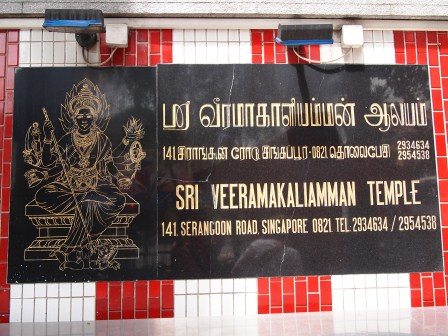 ஸ்ரீ வீரமாகாளியம்மன் ஆலயம்
141 சிராங்கூன் ரோடு சிங்கப்பூர்-0821 தொலைபேசி 2934634
2954538
SRI VEERAMAKALIAMMAN TEMPLE
141, SERANGOON ROAD, SINGAPORE 0821. TEL. 2934634 / 2954538